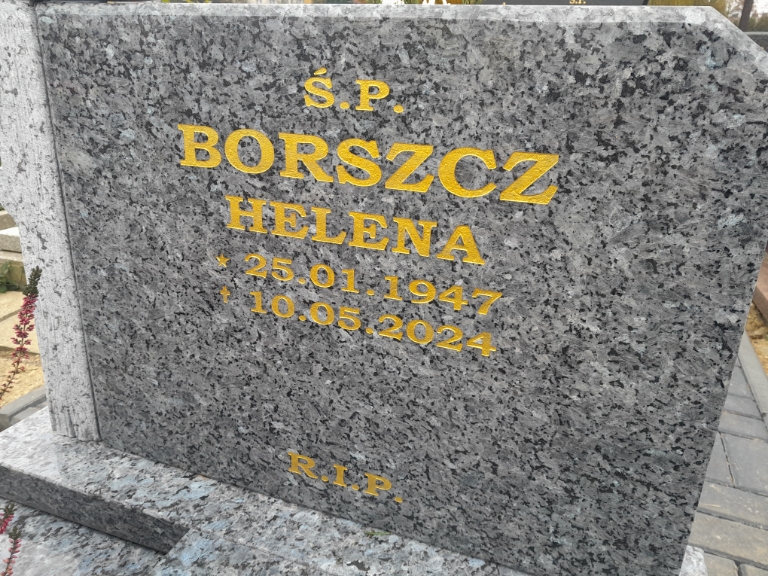 Ś.P.
BORSZCZ
HELENA
★ 25.01.1947
✝ 10.05.2024
R.I.P.